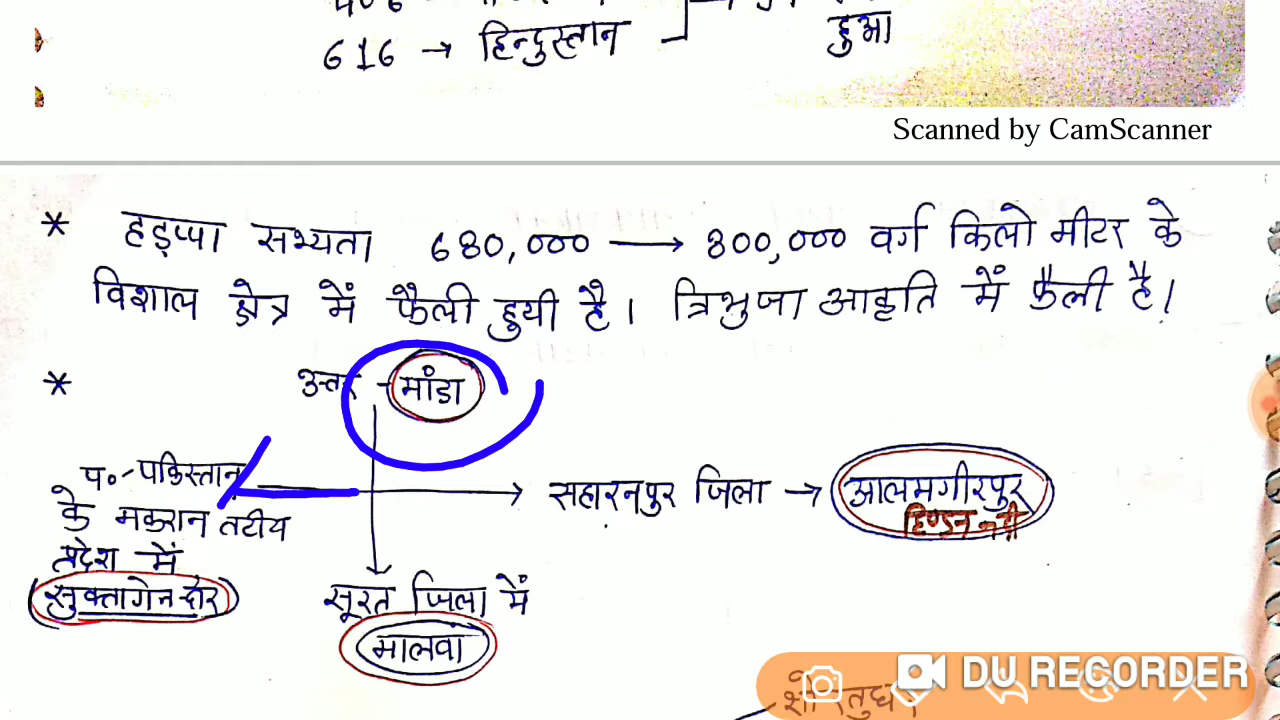 616 → हिन्दुस्तान
हुआ
Scanned by CamScanner
* हड़प्पा सभ्यता 680,000 → 800,000 वर्ग किलो मीटर के
विशाल क्षेत्र में फैली हुयी है। त्रिभुजा आकृति में फैली है।
* उत्तर - मांडा
प०-पकिस्तान
के मकरान तटीय
प्रदेश में
सुक्तागेन दोर
सहारनपुर जिला → आलमगीरपुर
हिण्डन नदी
सूरत जिला में
मालवा
DU RECORDER